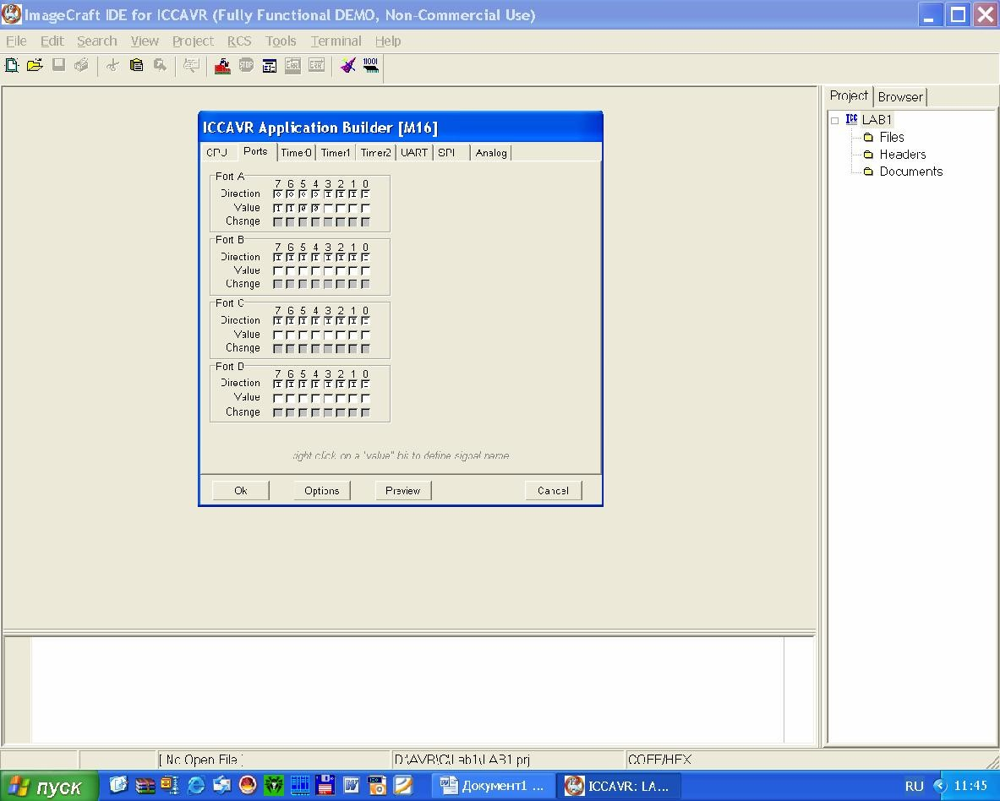 ImageCraft IDE for ICCAVR (Fully Functional DEMO, Non-Commercial Use)
File Edit Search View Project RCS Tools Terminal Help
Project Browser
LAB1
Files
Headers
Documents
ICCAVR Application Builder [M16]
CPU Ports Timer0 Timer1 Timer2 UART SPI Analog
Port A
7 6 5 4 3 2 1 0
Direction
Value
Change
Port B
7 6 5 4 3 2 1 0
Direction
Value
Change
Port C
7 6 5 4 3 2 1 0
Direction
Value
Change
Port D
7 6 5 4 3 2 1 0
Direction
Value
Change
right click on a "value" bit to define signal name
Ok Options Preview Cancel
[ No Open File ] D:\AVR\C\Lab1\LAB1.prj COFF/HEX
пуск Документ1 ... ICCAVR: LA... RU 11:45